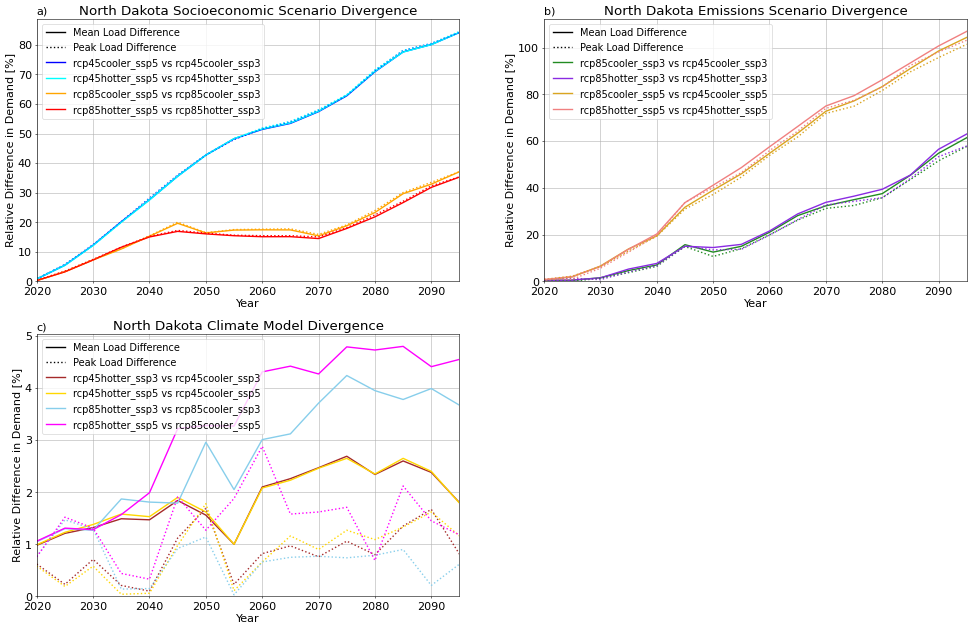 a) North Dakota Socioeconomic Scenario Divergence
Relative Difference in Demand [%]
80
70
60
50
40
30
20
10
0
Mean Load Difference
Peak Load Difference
rcp45cooler_ssp5 vs rcp45cooler_ssp3
rcp45hotter_ssp5 vs rcp45hotter_ssp3
rcp85cooler_ssp5 vs rcp85cooler_ssp3
rcp85hotter_ssp5 vs rcp85hotter_ssp3
2020 2030 2040 2050 2060 2070 2080 2090
Year
b) North Dakota Emissions Scenario Divergence
Relative Difference in Demand [%]
100
80
60
40
20
0
Mean Load Difference
Peak Load Difference
rcp85cooler_ssp3 vs rcp45cooler_ssp3
rcp85hotter_ssp3 vs rcp45hotter_ssp3
rcp85cooler_ssp5 vs rcp45cooler_ssp5
rcp85hotter_ssp5 vs rcp45hotter_ssp5
2020 2030 2040 2050 2060 2070 2080 2090
Year
c) North Dakota Climate Model Divergence
Relative Difference in Demand [%]
5
4
3
2
1
0
Mean Load Difference
Peak Load Difference
rcp45hotter_ssp3 vs rcp45cooler_ssp3
rcp45hotter_ssp5 vs rcp45cooler_ssp5
rcp85hotter_ssp3 vs rcp85cooler_ssp3
rcp85hotter_ssp5 vs rcp85cooler_ssp5
2020 2030 2040 2050 2060 2070 2080 2090
Year